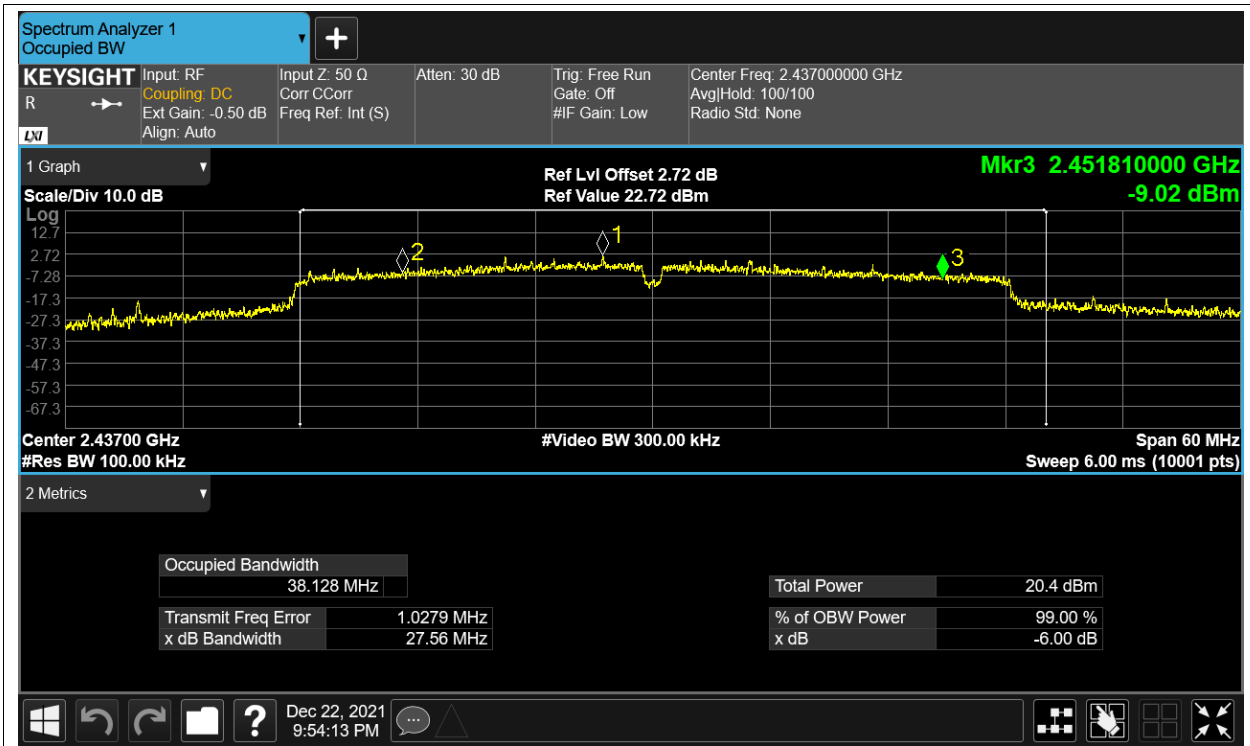 Spectrum Analyzer 1
Occupied BW
KEYSIGHT
R
LXI
Input: RF
Coupling: DC
Ext Gain: -0.50 dB
Align: Auto
Input Z: 50 Ω
Corr CCorr
Freq Ref: Int (S)
Atten: 30 dB
Trig: Free Run
Gate: Off
#IF Gain: Low
Center Freq: 2.437000000 GHz
Avg|Hold: 100/100
Radio Std: None
1 Graph
Scale/Div 10.0 dB
Ref Lvl Offset 2.72 dB
Ref Value 22.72 dBm
Mkr3 2.451810000 GHz
-9.02 dBm
Log
12.7
2.72
-7.28
-17.3
-27.3
-37.3
-47.3
-57.3
-67.3
2
1
3
Center 2.43700 GHz
#Res BW 100.00 kHz
#Video BW 300.00 kHz
Span 60 MHz
Sweep 6.00 ms (10001 pts)
2 Metrics
Occupied Bandwidth
38.128 MHz
Transmit Freq Error 1.0279 MHz
x dB Bandwidth 27.56 MHz
Total Power 20.4 dBm
% of OBW Power 99.00 %
x dB -6.00 dB
?
Dec 22, 2021
9:54:13 PM